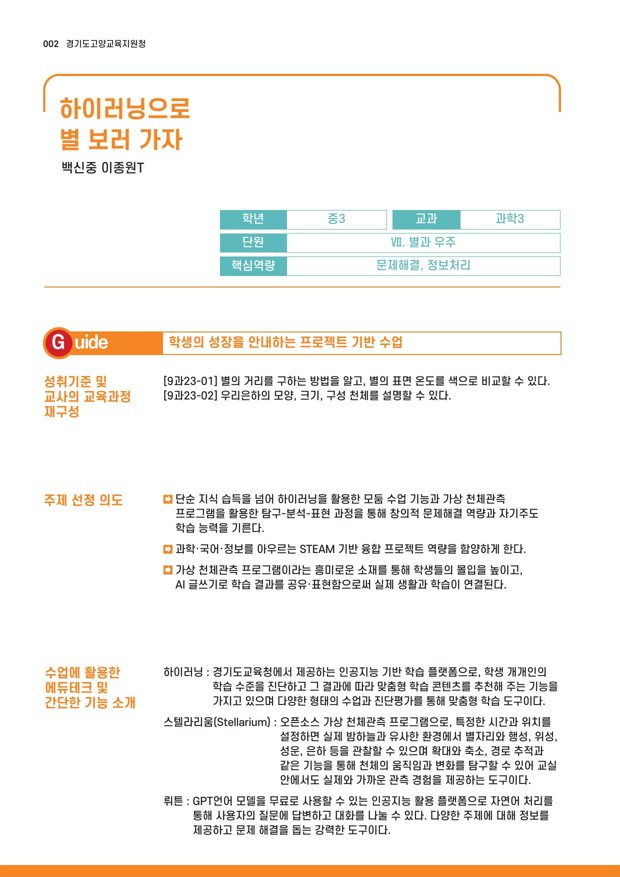 002 경기도고양교육지원청
하이러닝으로
별 보러 가자
백신중 이종원T
학년 중3 교과 과학3
단원 Ⅶ. 별과 우주
핵심역량 문제해결, 정보처리
Guide 학생의 성장을 안내하는 프로젝트 기반 수업
성취기준 및
교사의 교육과정
재구성
[9과23-01] 별의 거리를 구하는 방법을 알고, 별의 표면 온도를 색으로 비교할 수 있다.
[9과23-02] 우리은하의 모양, 크기, 구성 천체를 설명할 수 있다.
주제 선정 의도
단순 지식 습득을 넘어 하이러닝을 활용한 모둠 수업 기능과 가상 천체관측
프로그램을 활용한 탐구-분석-표현 과정을 통해 창의적 문제해결 역량과 자기주도
학습 능력을 기른다.
과학·국어·정보를 아우르는 STEAM 기반 융합 프로젝트 역량을 함양하게 한다.
가상 천체관측 프로그램이라는 흥미로운 소재를 통해 학생들의 몰입을 높이고,
AI 글쓰기로 학습 결과를 공유·표현함으로써 실제 생활과 학습이 연결된다.
수업에 활용한
에듀테크 및
간단한 기능 소개
하이러닝 : 경기도교육청에서 제공하는 인공지능 기반 학습 플랫폼으로, 학생 개개인의
학습 수준을 진단하고 그 결과에 따라 맞춤형 학습 콘텐츠를 추천해 주는 기능을
가지고 있으며 다양한 형태의 수업과 진단평가를 통해 맞춤형 학습 도구이다.
스텔라리움(Stellarium) : 오픈소스 가상 천체관측 프로그램으로, 특정한 시간과 위치를
설정하면 실제 밤하늘과 유사한 환경에서 별자리와 행성, 위성,
성운, 은하 등을 관찰할 수 있으며 확대와 축소, 경로 추적과
같은 기능을 통해 천체의 움직임과 변화를 탐구할 수 있어 교실
안에서도 실제와 가까운 관측 경험을 제공하는 도구이다.
뤼튼 : GPT언어 모델을 무료로 사용할 수 있는 인공지능 활용 플랫폼으로 자연어 처리를
통해 사용자의 질문에 답변하고 대화를 나눌 수 있다. 다양한 주제에 대해 정보를
제공하고 문제 해결을 돕는 강력한 도구이다.